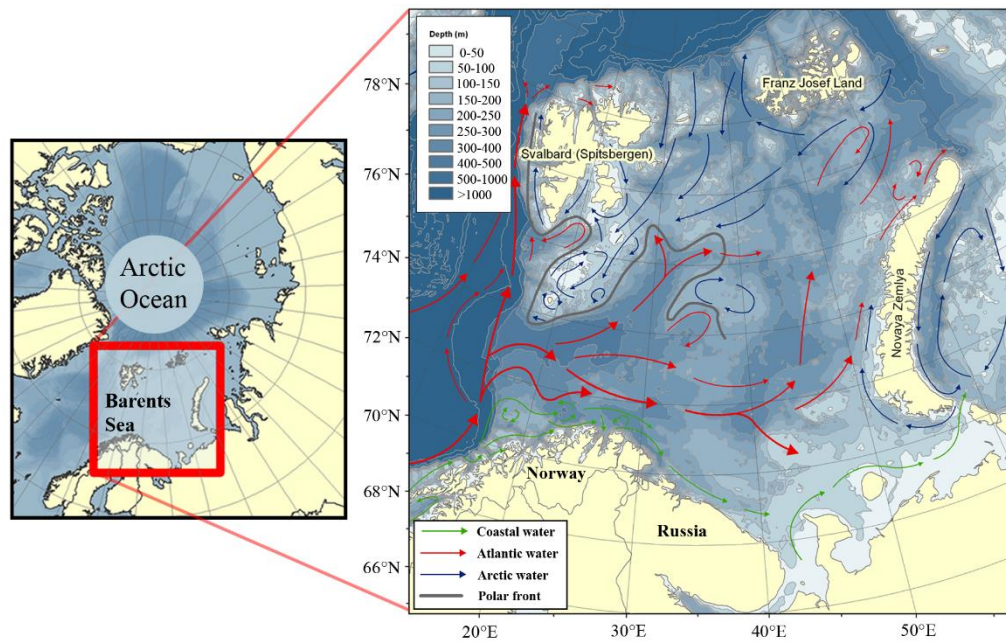 Arctic
Ocean
Barents
Sea
Depth (m)
0-50
50-100
100-150
150-200
200-250
250-300
300-400
400-500
500-1000
>1000
78°N
76°N
74°N
72°N
70°N
68°N
66°N
Franz Josef Land
Svalbard (Spitsbergen)
Novaya Zemlya
Norway
Russia
Coastal water
Atlantic water
Arctic water
Polar front
20°E
30°E
40°E
50°E